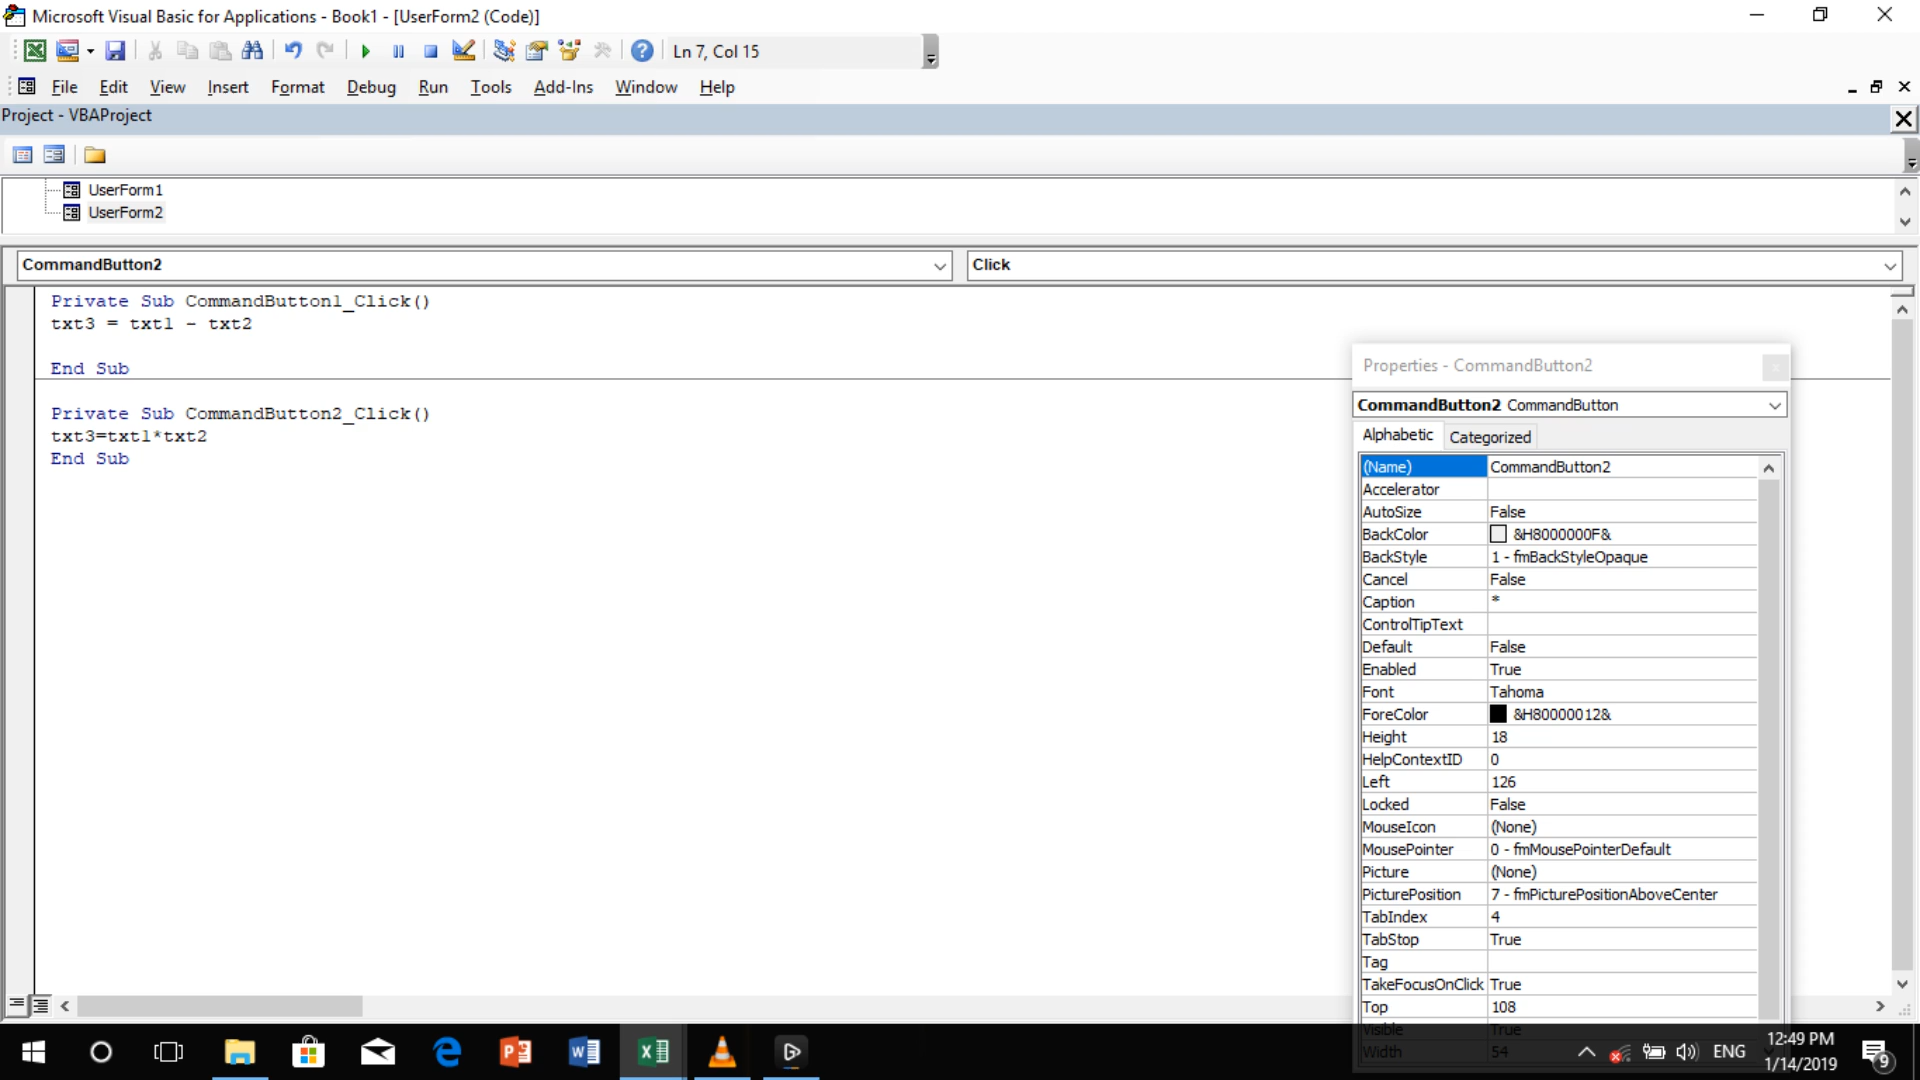 Microsoft Visual Basic for Applications - Book1 - [UserForm2 (Code)]
Ln 7, Col 15
File Edit View Insert Format Debug Run Tools Add-Ins Window Help
Project - VBAProject
UserForm1
UserForm2
CommandButton2
Click
Private Sub CommandButton1_Click()
txt3 = txt1 - txt2
End Sub
Private Sub CommandButton2_Click()
txt3=txt1*txt2
End Sub
Properties - CommandButton2
CommandButton2 CommandButton
Alphabetic Categorized
(Name) CommandButton2
Accelerator
AutoSize False
BackColor &H8000000F&
BackStyle 1 - fmBackStyleOpaque
Cancel False
Caption *
ControlTipText
Default False
Enabled True
Font Tahoma
ForeColor &H80000012&
Height 18
HelpContextID 0
Left 126
Locked False
MouseIcon (None)
MousePointer 0 - fmMousePointerDefault
Picture (None)
PicturePosition 7 - fmPicturePositionAboveCenter
TabIndex 4
TabStop True
Tag
TakeFocusOnClick True
Top 108
Visible True
Width 54
ENG
12:49 PM
1/14/2019
9